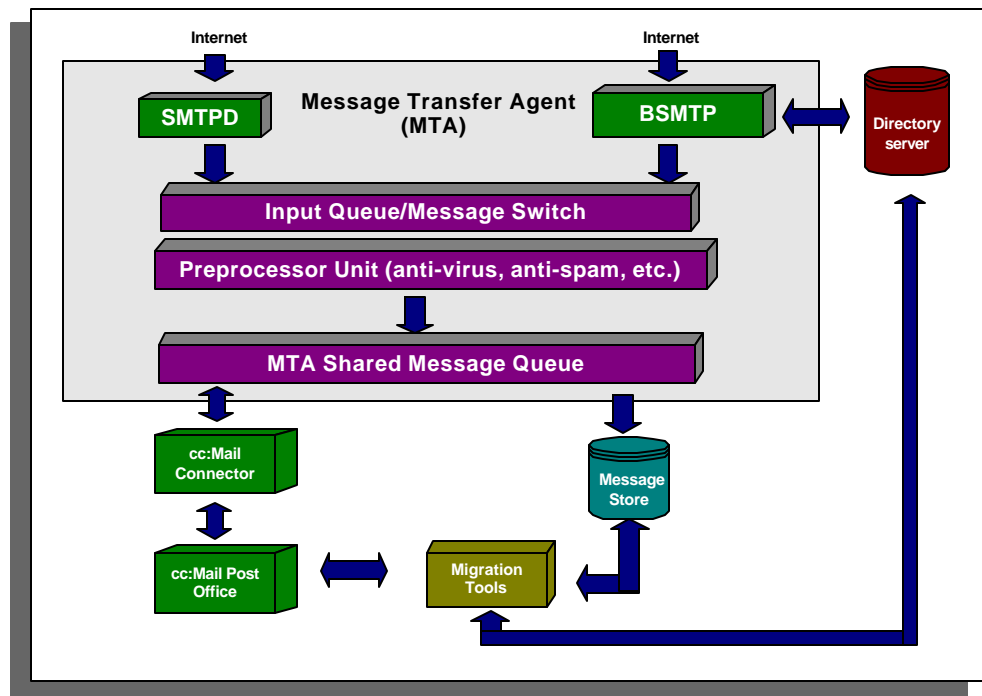 Internet
Internet
SMTPD
Message Transfer Agent
(MTA)
BSMTP
Directory
server
Input Queue/Message Switch
Preprocessor Unit (anti-virus, anti-spam, etc.)
MTA Shared Message Queue
cc:Mail
Connector
Message
Store
cc:Mail Post
Office
Migration
Tools